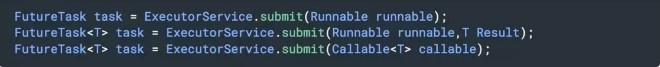 FutureTask task = ExecutorService.submit(Runnable runnable);
FutureTask<T> task = ExecutorService.submit(Runnable runnable,T Result);
FutureTask<T> task = ExecutorService.submit(Callable<T> callable);